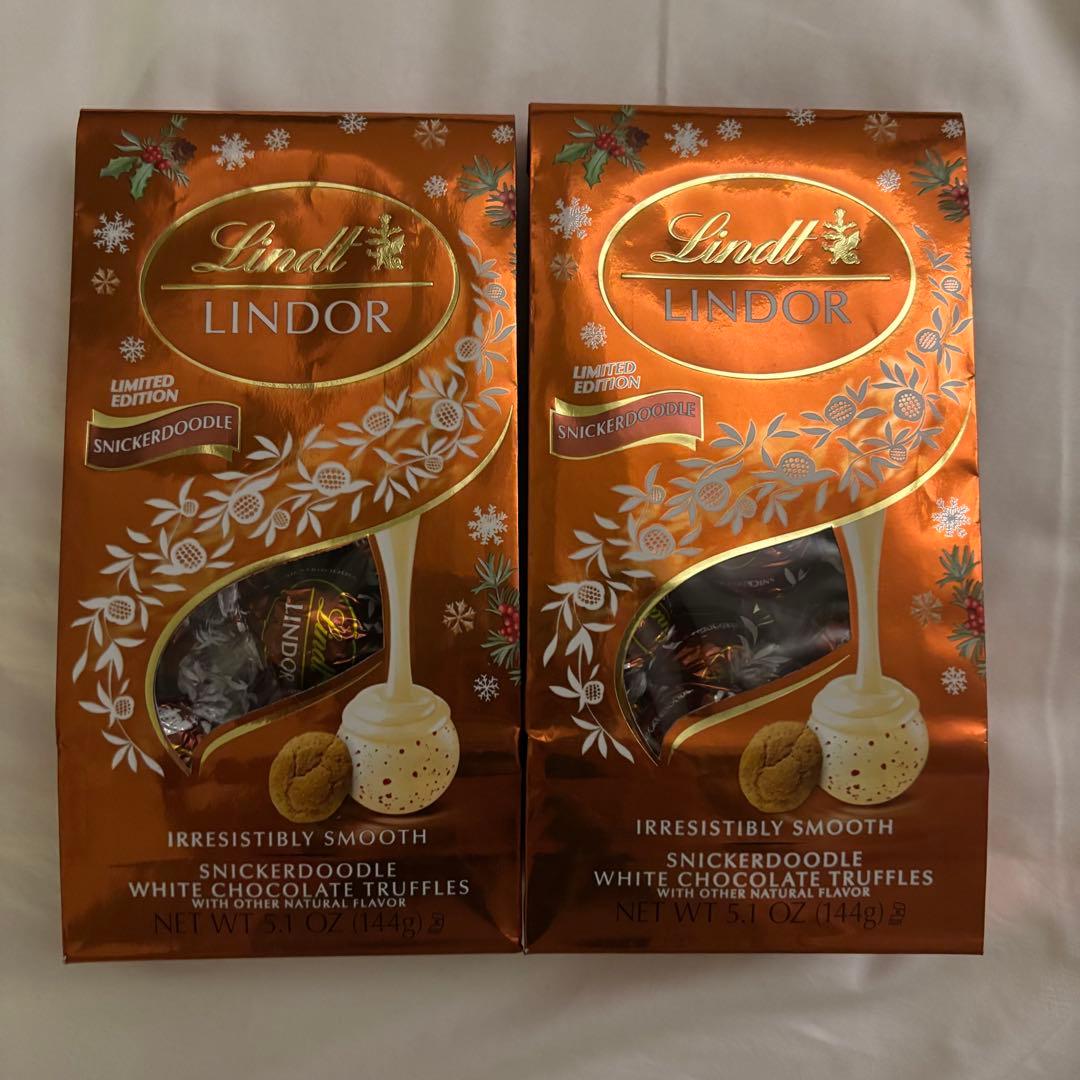 Lindt
LINDOR
LIMITED
EDITION
SNICKERDOODLE
LINDOR
IRRESISTIBLY SMOOTH
SNICKERDOODLE
WHITE CHOCOLATE TRUFFLES
WITH OTHER NATURAL FLAVOR
NET WT 5.1 OZ (144g)
Lindt
LINDOR
LIMITED
EDITION
SNICKERDOODLE
IRRESISTIBLY SMOOTH
SNICKERDOODLE
WHITE CHOCOLATE TRUFFLES
WITH OTHER NATURAL FLAVOR
NET WT 5.1 OZ (144g)